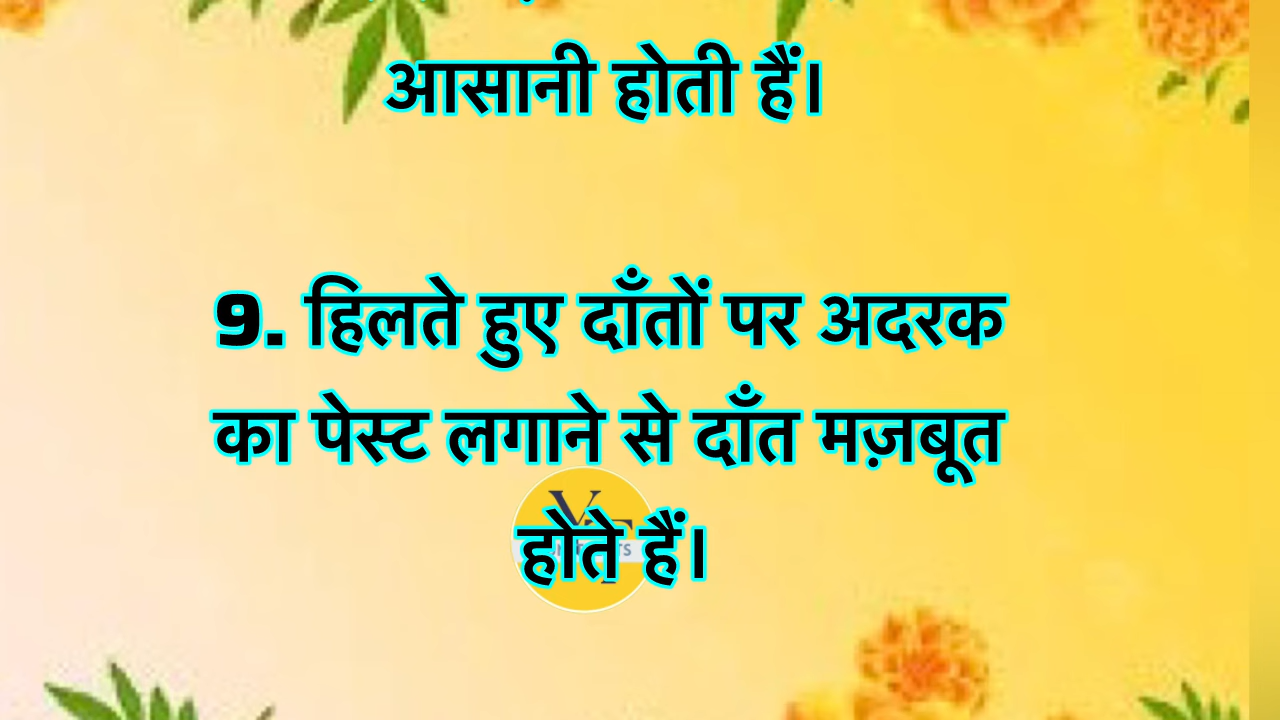 आसानी होती हैं।
9. हिलते हुए दाँतों पर अदरक
का पेस्ट लगाने से दाँत मज़बूत
होते हैं।